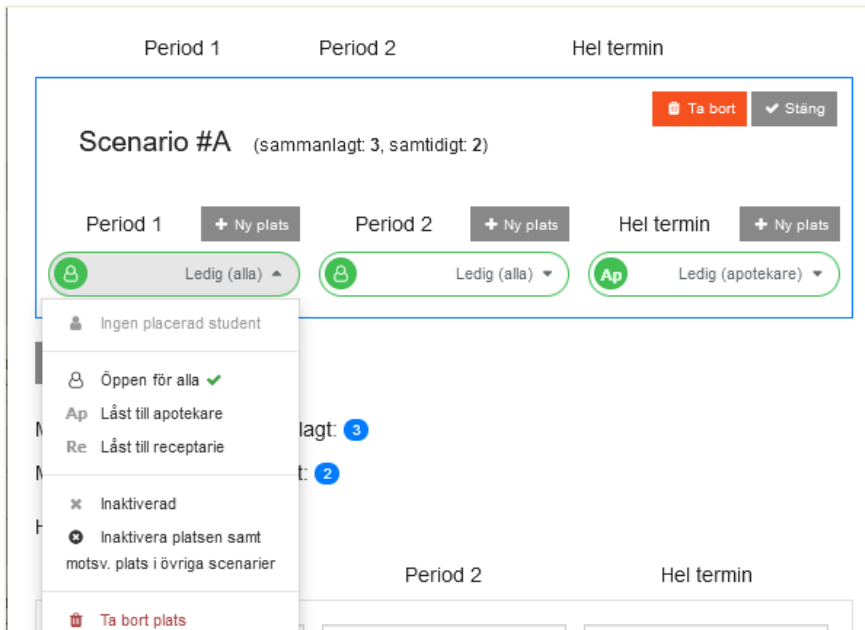 Period 1 Period 2 Hel termin
Ta bort Stäng
Scenario #A (sammanlagt: 3, samtidigt: 2)
Period 1 + Ny plats Period 2 + Ny plats Hel termin + Ny plats
Ledig (alla) Ledig (alla) Ap Ledig (apotekare)
Ingen placerad student
Öppen för alla
Ap Låst till apotekare
Re Låst till receptarie
lagt: 3
t: 2
Inaktiverad
Inaktivera platsen samt
motsv. plats i övriga scenarier
Period 2 Hel termin
Ta bort plats